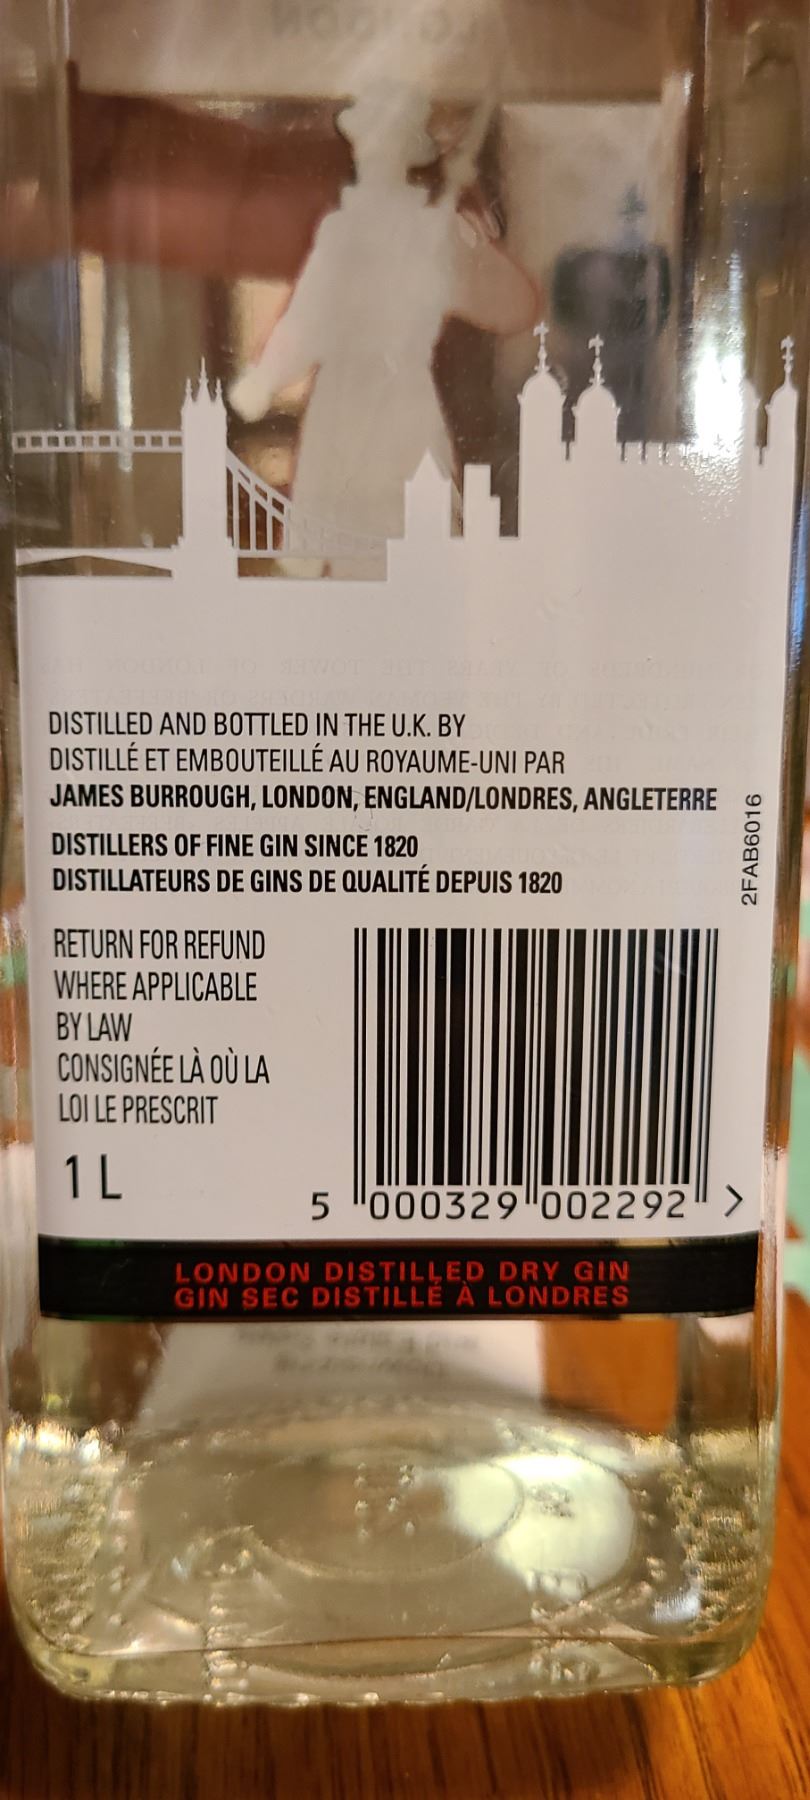 DISTILLED AND BOTTLED IN THE U.K. BY
DISTILLÉ ET EMBOUTEILLÉ AU ROYAUME-UNI PAR
JAMES BURROUGH, LONDON, ENGLAND/LONDRES, ANGLETERRE
DISTILLERS OF FINE GIN SINCE 1820
DISTILLATEURS DE GINS DE QUALITÉ DEPUIS 1820
2FAB6016
RETURN FOR REFUND
WHERE APPLICABLE
BY LAW
CONSIGNÉE LÀ OÙ LA
LOI LE PRESCRIT
1 L
5 000329 002292 >
LONDON DISTILLED DRY GIN
GIN SEC DISTILLÉ À LONDRES